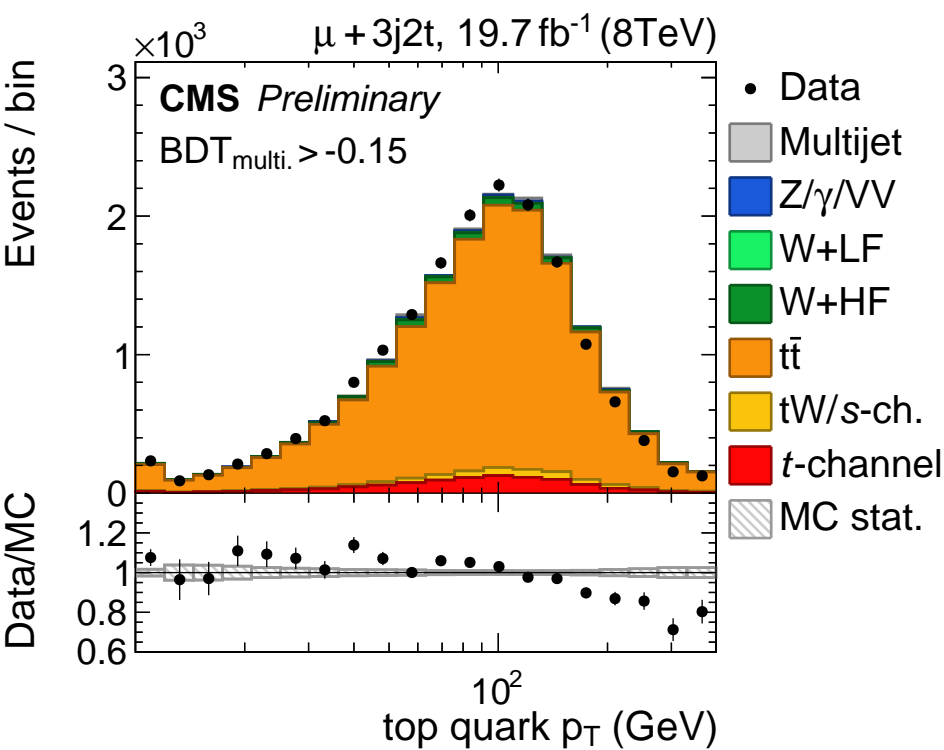 ×10³ μ + 3j2t, 19.7 fb⁻¹ (8TeV)
CMS Preliminary
BDT_multi. > -0.15
Events / bin
3
2
1
0
Data
Multijet
Z/γ/VV
W+LF
W+HF
tt̄
tW/s-ch.
t-channel
MC stat.
Data/MC
1.2
1
0.8
0.6
10²
top quark p_T (GeV)